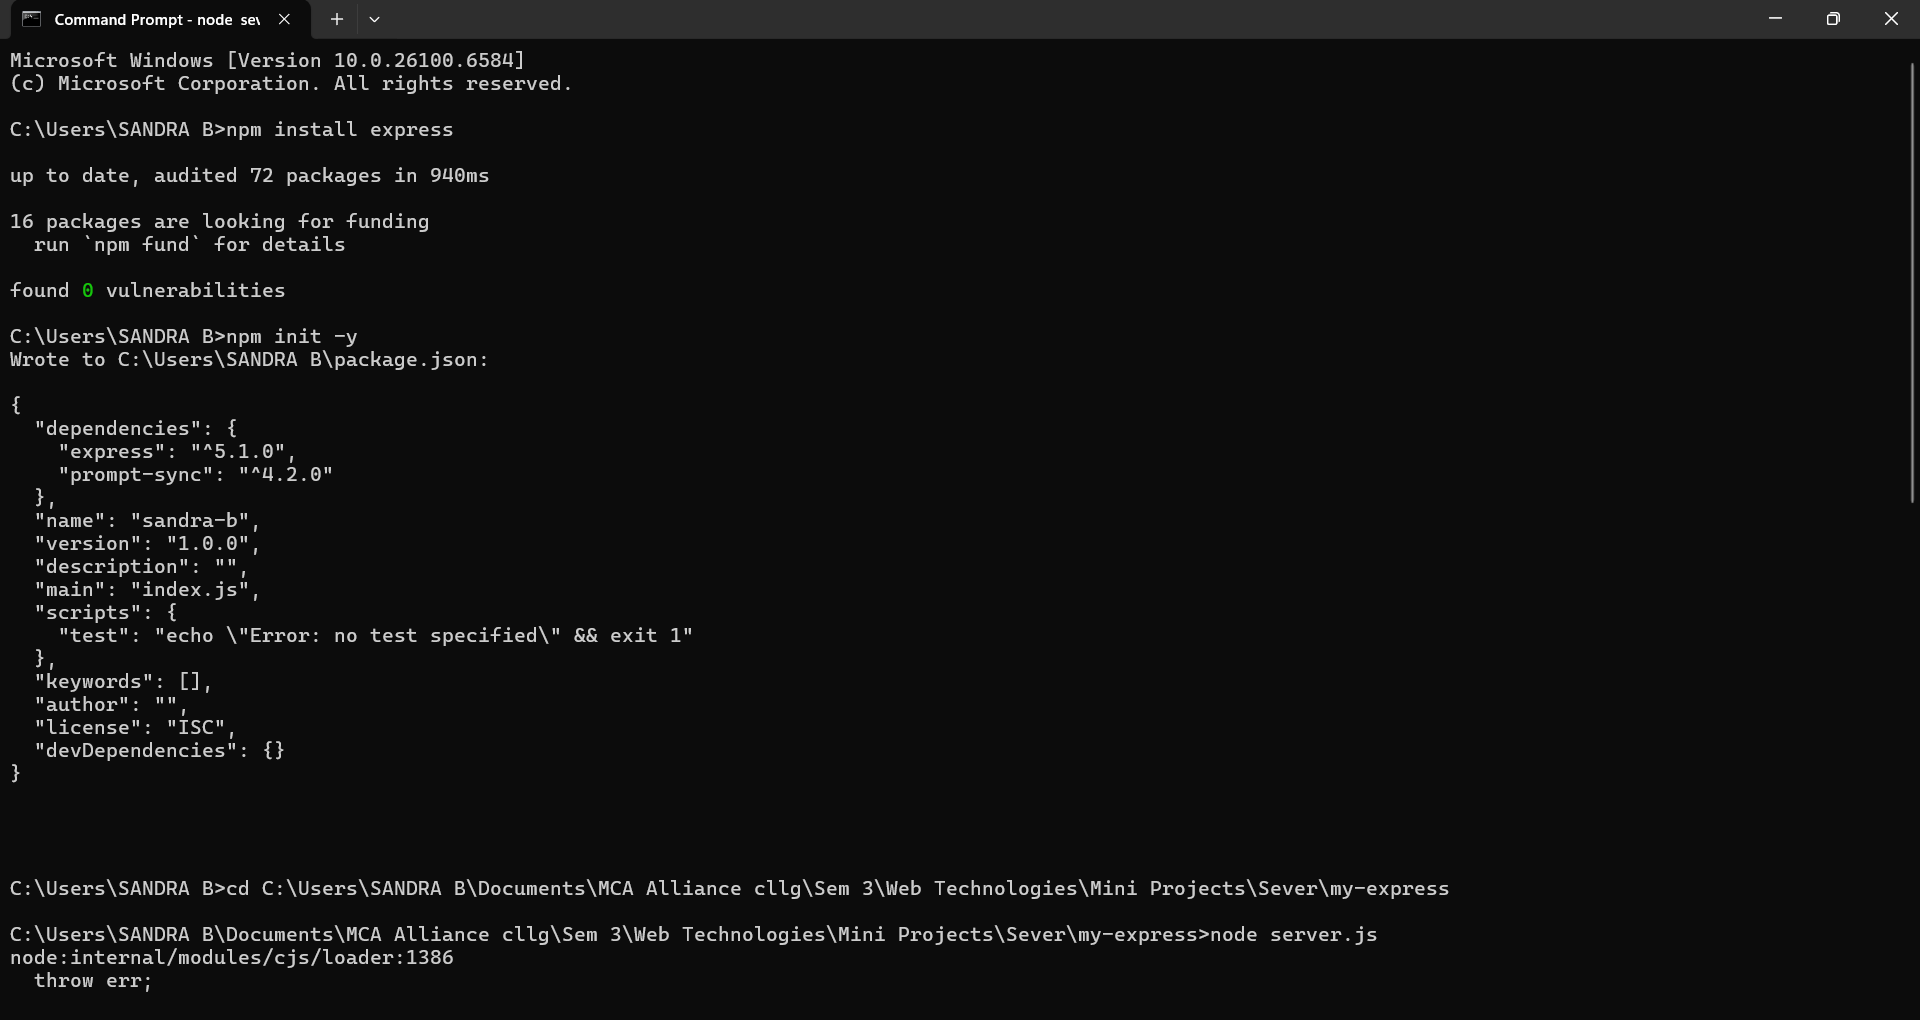 Command Prompt - node  sev
Microsoft Windows [Version 10.0.26100.6584]
(c) Microsoft Corporation. All rights reserved.
C:\Users\SANDRA B>npm install express
up to date, audited 72 packages in 940ms
16 packages are looking for funding
  run `npm fund` for details
found 0 vulnerabilities
C:\Users\SANDRA B>npm init -y
Wrote to C:\Users\SANDRA B\package.json:
{
  "dependencies": {
    "express": "^5.1.0",
    "prompt-sync": "^4.2.0"
  },
  "name": "sandra-b",
  "version": "1.0.0",
  "description": "",
  "main": "index.js",
  "scripts": {
    "test": "echo \"Error: no test specified\" && exit 1"
  },
  "keywords": [],
  "author": "",
  "license": "ISC",
  "devDependencies": {}
}
C:\Users\SANDRA B>cd C:\Users\SANDRA B\Documents\MCA Alliance cllg\Sem 3\Web Technologies\Mini Projects\Sever\my-express
C:\Users\SANDRA B\Documents\MCA Alliance cllg\Sem 3\Web Technologies\Mini Projects\Sever\my-express>node server.js
node:internal/modules/cjs/loader:1386
  throw err;